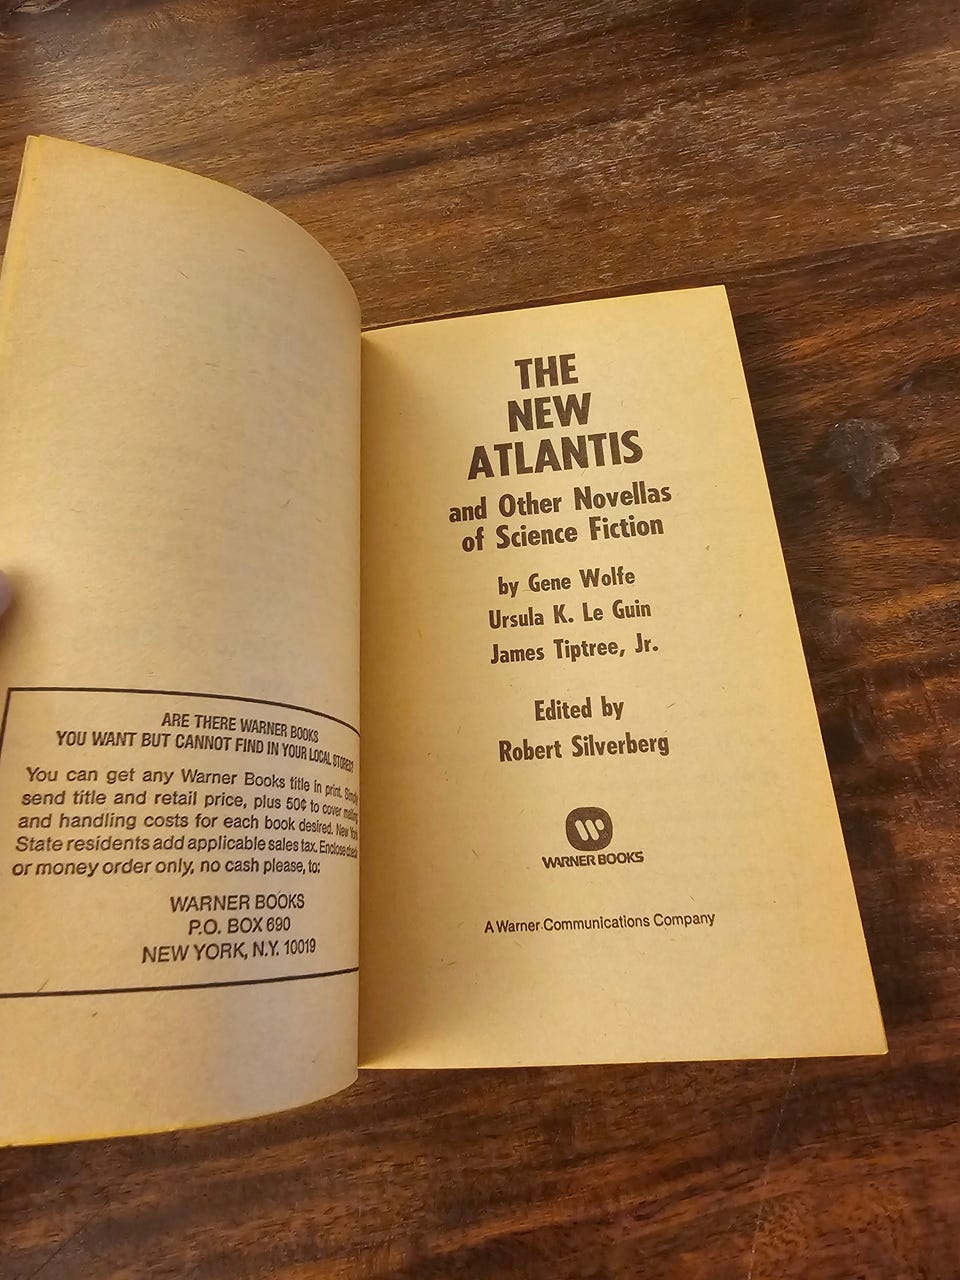 ARE THERE WARNER BOOKS
YOU WANT BUT CANNOT FIND IN YOUR LOCAL STORES?
You can get any Warner Books title in print. Simply
send title and retail price, plus 50¢ to cover mailing
and handling costs for each book desired. New York
State residents add applicable sales tax. Enclose check
or money order only, no cash please, to:
WARNER BOOKS
P.O. BOX 690
NEW YORK, N.Y. 10019
THE
NEW
ATLANTIS
and Other Novellas
of Science Fiction
by Gene Wolfe
Ursula K. Le Guin
James Tiptree, Jr.
Edited by
Robert Silverberg
WARNER BOOKS
A Warner Communications Company